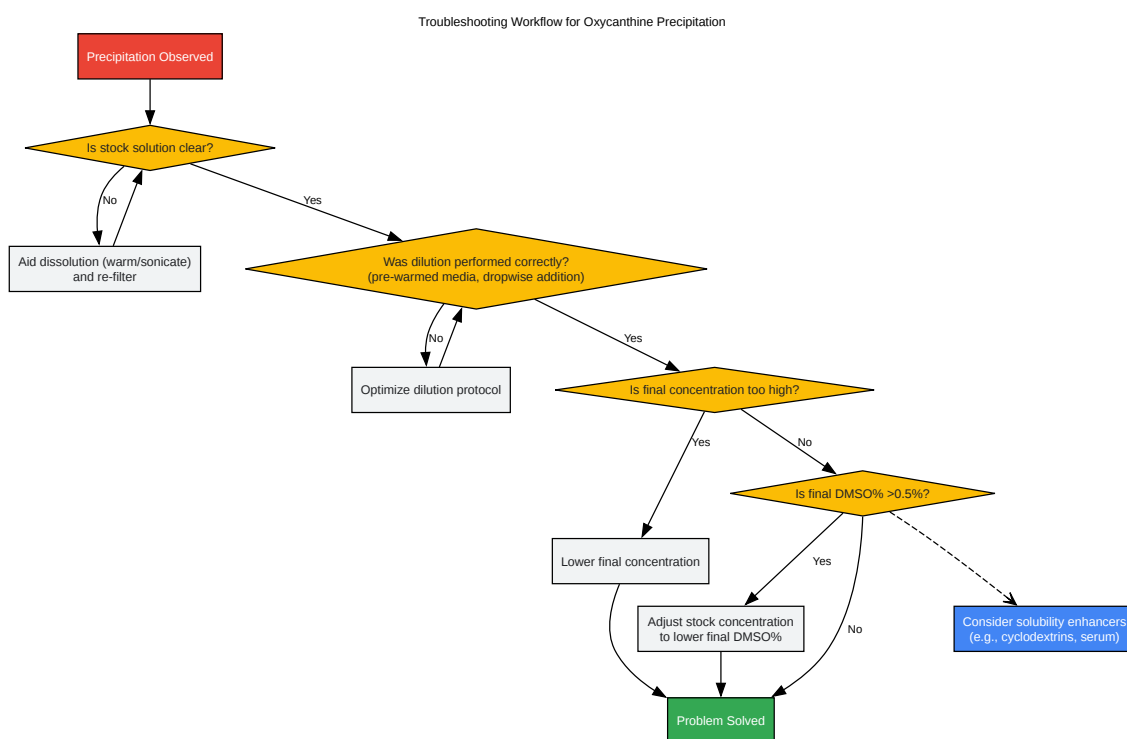 Troubleshooting Workflow for Oxycanthine Precipitation
Precipitation Observed
Is stock solution clear?
No
Yes
Aid dissolution (warm/sonicate)
and re-filter
Was dilution performed correctly?
(pre-warmed media, dropwise addition)
No
Yes
Optimize dilution protocol
Is final concentration too high?
Yes
No
Is final DMSO% >0.5%?
Lower final concentration
Yes
Adjust stock concentration
to lower final DMSO%
No
Consider solubility enhancers
(e.g., cyclodextrins, serum)
Problem Solved